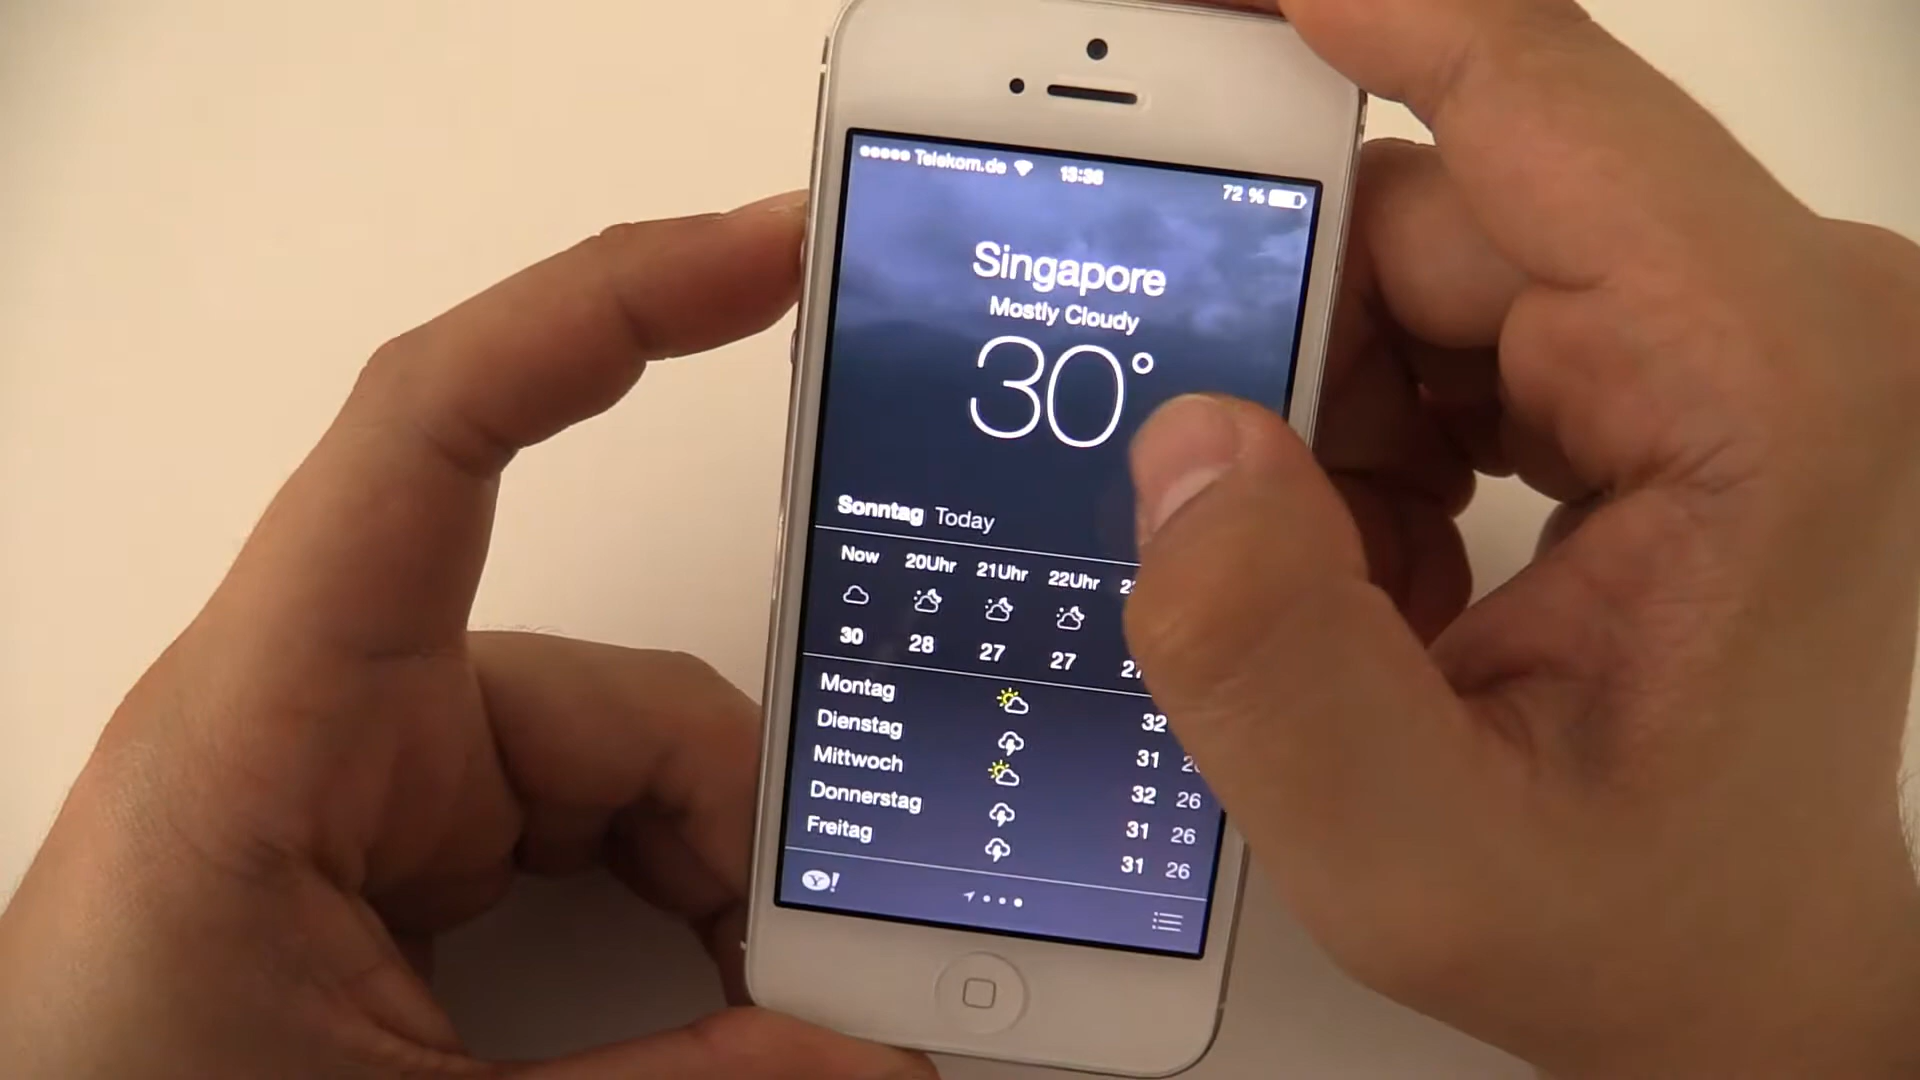 Telekom.de 13:36 72 %
Singapore
Mostly Cloudy
30°
Sonntag Today
Now 20Uhr 21Uhr 22Uhr
30 28 27 27 27
Montag 32
Dienstag 31
Mittwoch 32 26
Donnerstag 31 26
Freitag 31 26
Y!